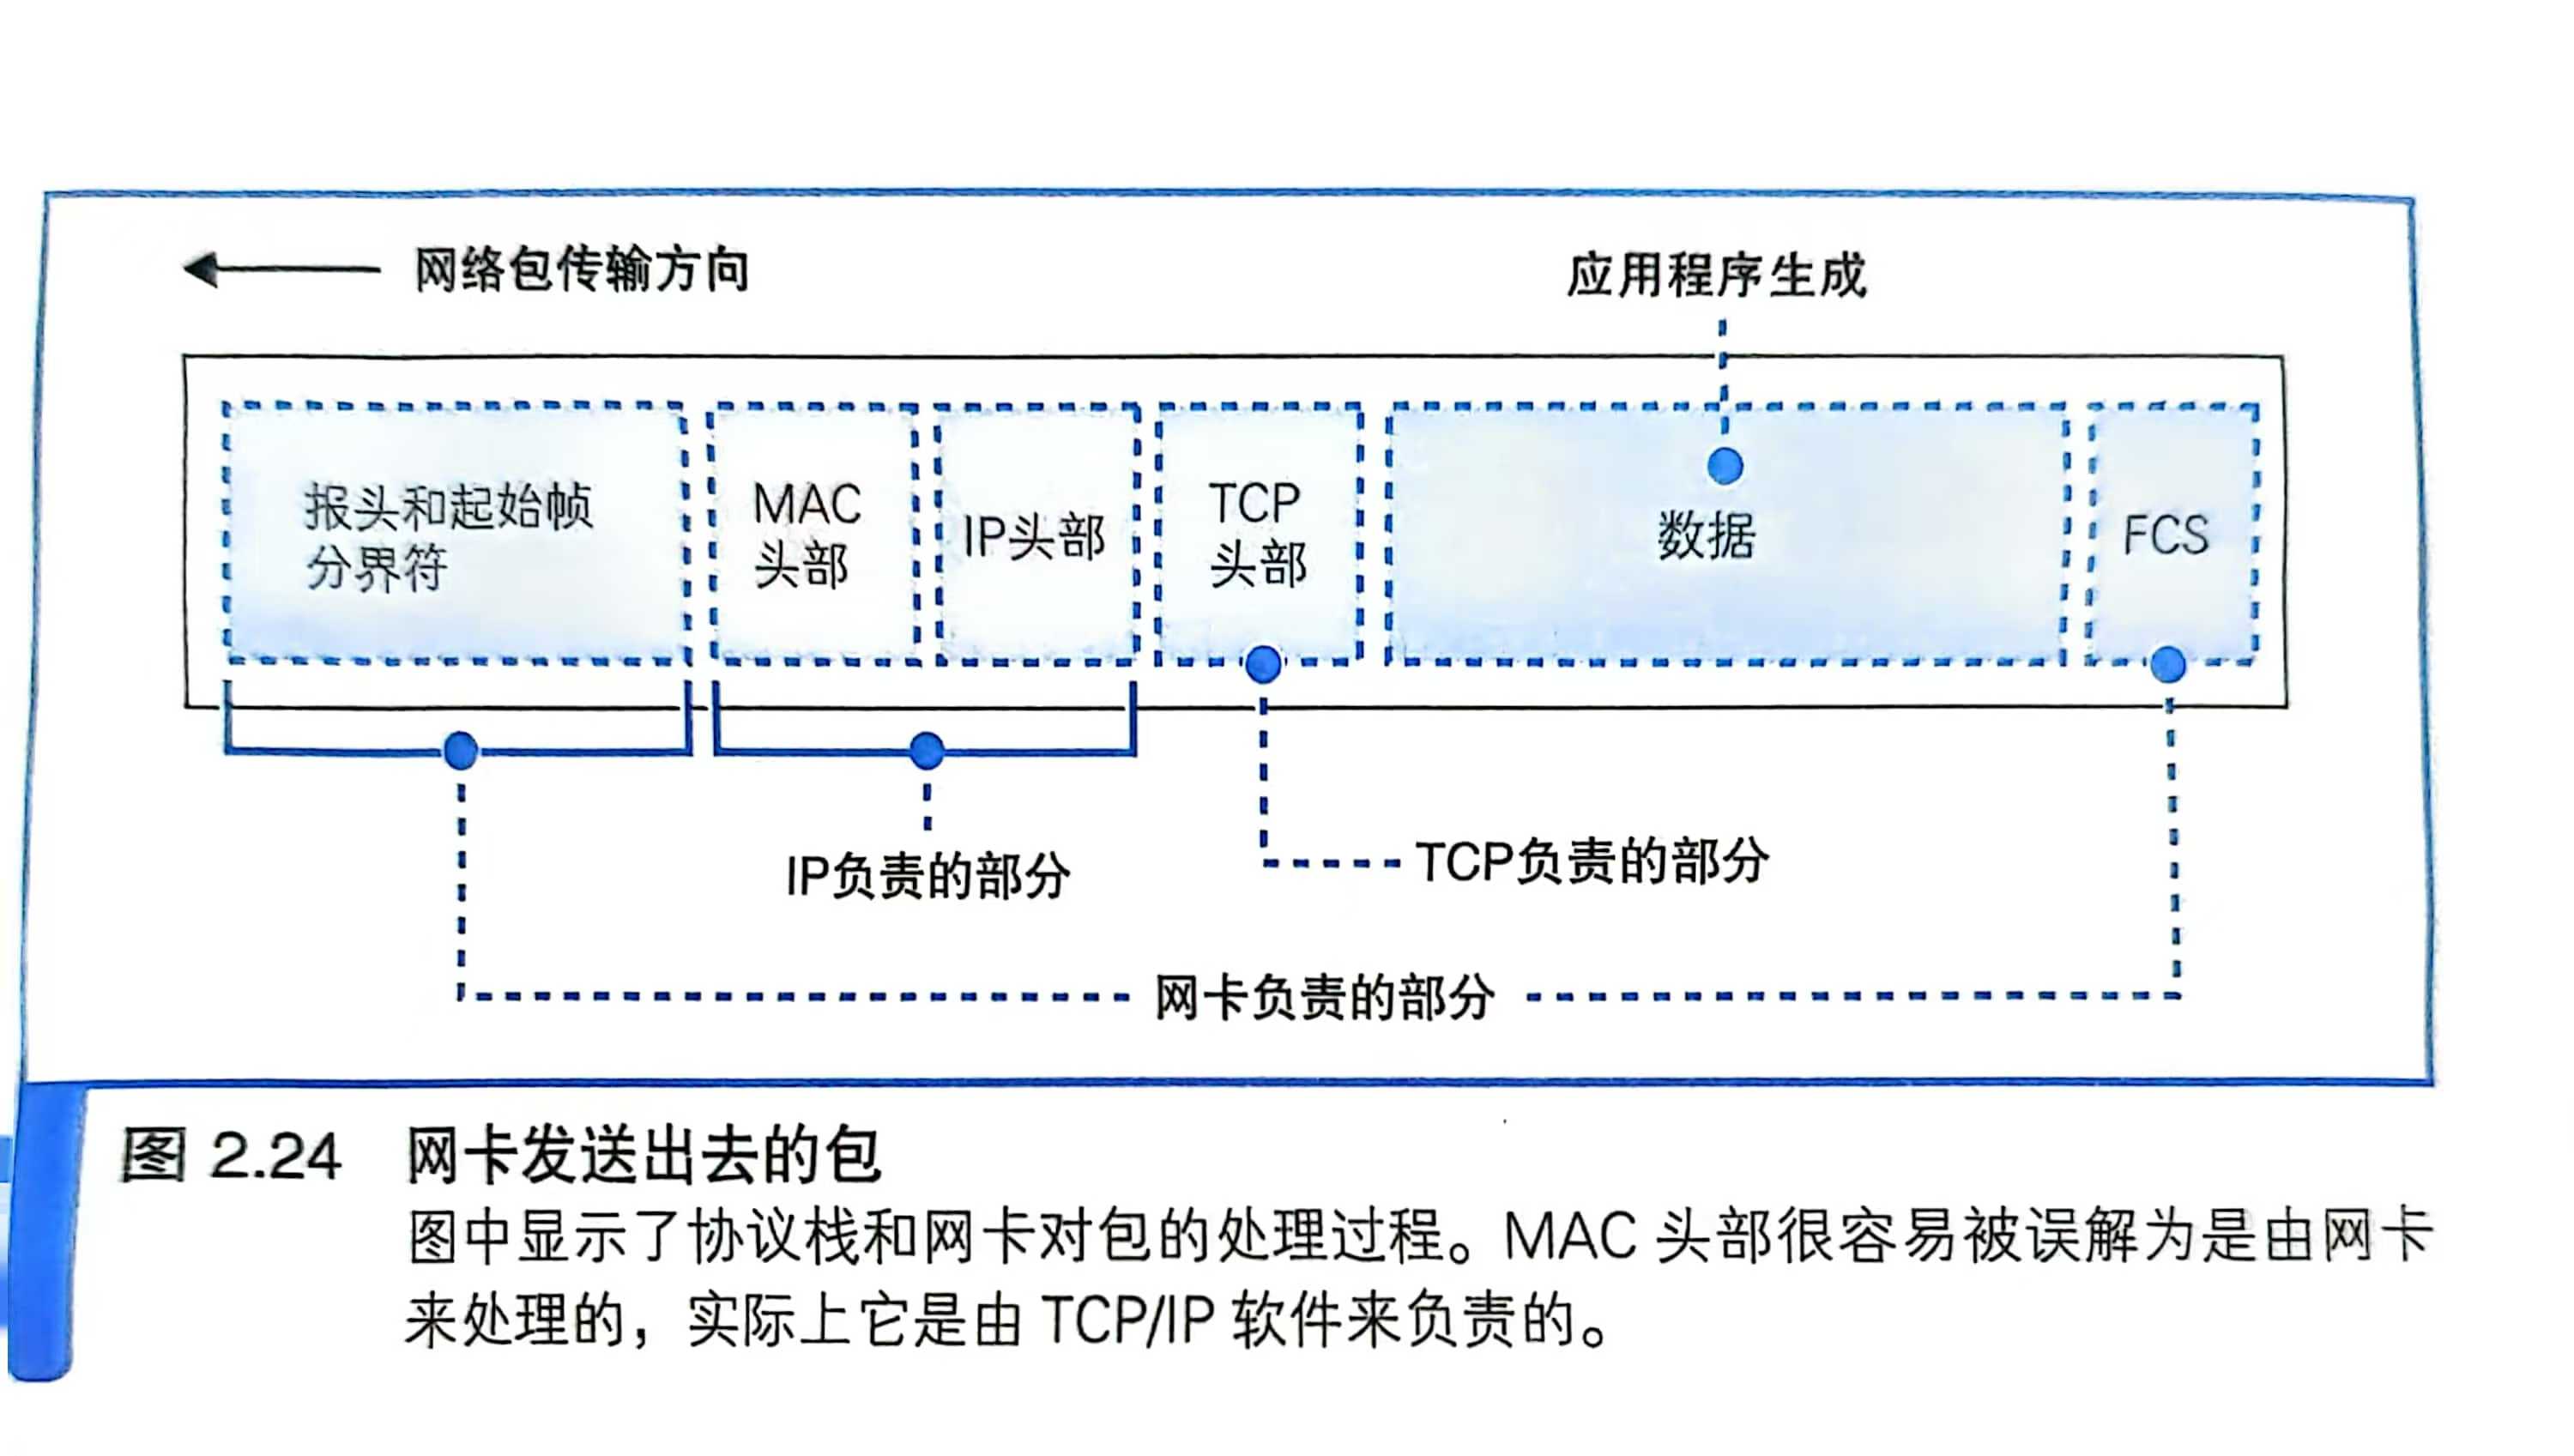 网络包传输方向
应用程序生成
报头和起始帧
分界符
MAC
头部
IP头部
TCP
头部
数据
FCS
IP负责的部分
TCP负责的部分
网卡负责的部分
图 2.24 网卡发送出去的包
图中显示了协议栈和网卡对包的处理过程。MAC 头部很容易被误解为是由网卡
来处理的，实际上它是由 TCP/IP 软件来负责的。